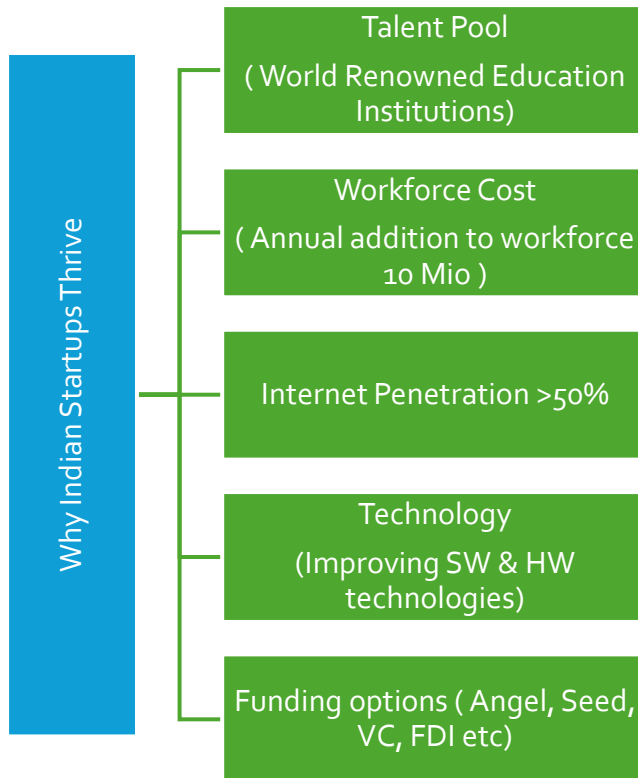 Why Indian Startups Thrive
Talent Pool
( World Renowned Education
Institutions)
Workforce Cost
( Annual addition to workforce
10 Mio )
Internet Penetration >50%
Technology
(Improving SW & HW
technologies)
Funding options ( Angel, Seed,
VC, FDI etc)